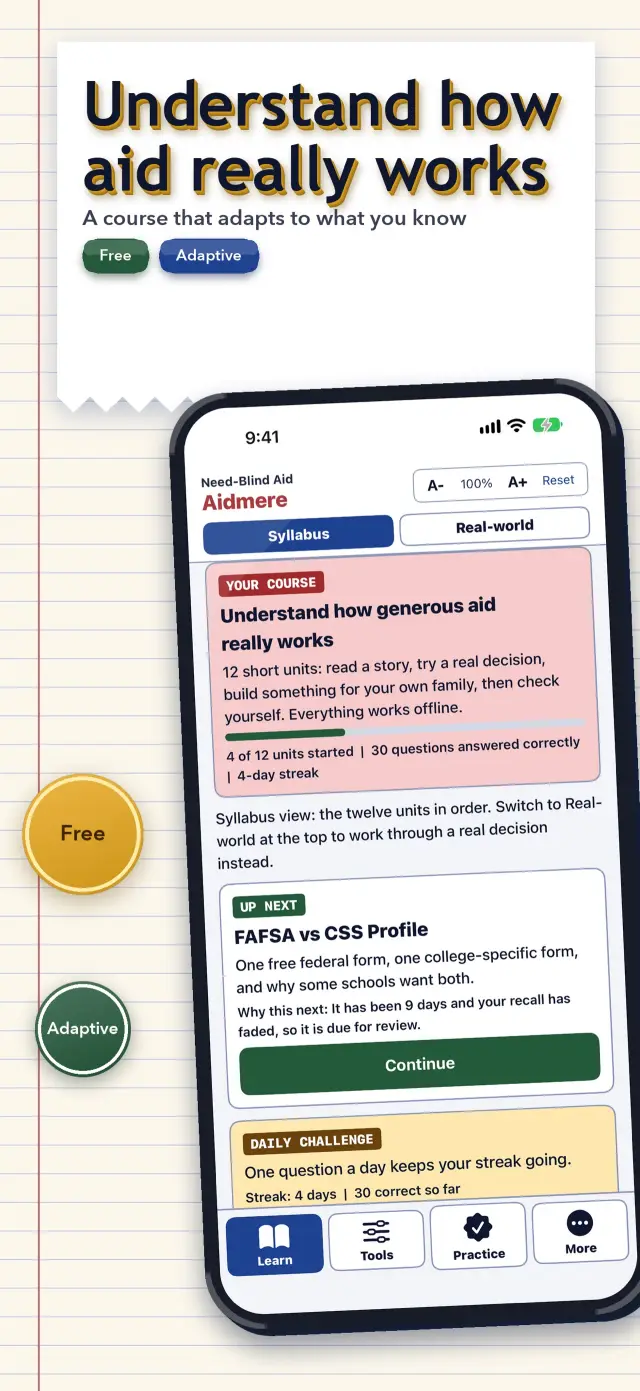 Understand how
aid really works
A course that adapts to what you know
Free
Adaptive
9:41
Need-Blind Aid
Aidmere
A-
100%
A+
Reset
Syllabus
Real-world
YOUR COURSE
Understand how generous aid
really works
12 short units: read a story, try a real decision,
build something for your own family, then check
yourself. Everything works offline.
4 of 12 units started | 30 questions answered correctly
| 4-day streak
Syllabus view: the twelve units in order. Switch to Real-
world at the top to work through a real decision
instead.
Free
UP NEXT
FAFSA vs CSS Profile
One free federal form, one college-specific form,
and why some schools want both.
Why this next: It has been 9 days and your recall has
faded, so it is due for review.
Adaptive
Continue
DAILY CHALLENGE
One question a day keeps your streak going.
Streak: 4 days | 30 correct so far
Learn
Tools
Practice
More